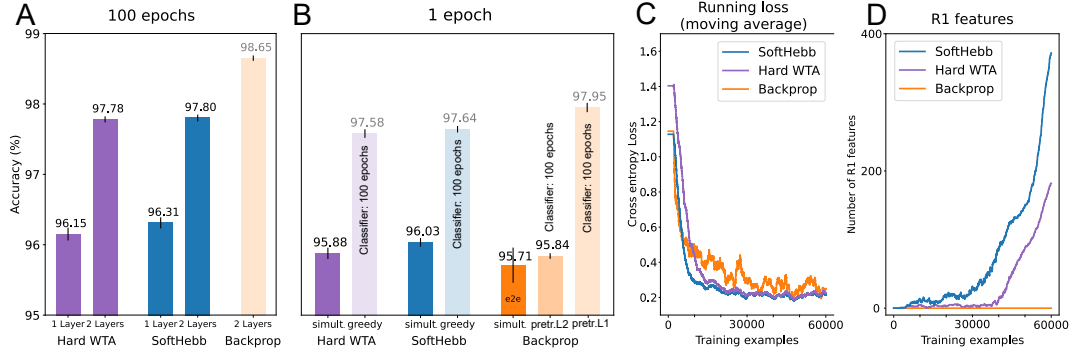 A
100 epochs
99
98
97
96
95
Accuracy (%)
96.15
97.78
96.31
97.80
98.65
1 Layer 2 Layers
1 Layer 2 Layers
2 Layers
Hard WTA
SoftHebb
Backprop
B
1 epoch
95.88
97.58
Classifier: 100 epochs
96.03
97.64
Classifier: 100 epochs
95.71
e2e
95.84
Classifier: 100 epochs
97.95
Classifier: 100 epochs
simult greedy
simult greedy
simult pretr.L2 pretr.L1
Hard WTA
SoftHebb
Backprop
C
Running loss
(moving average)
SoftHebb
Hard WTA
Backprop
1.6
1.4
1.2
1.0
0.8
0.6
0.4
0.2
Cross entropy Loss
0
30000
60000
Training examples
D
R1 features
SoftHebb
Hard WTA
Backprop
400
200
0
Number of R1 features
0
30000
60000
Training examples